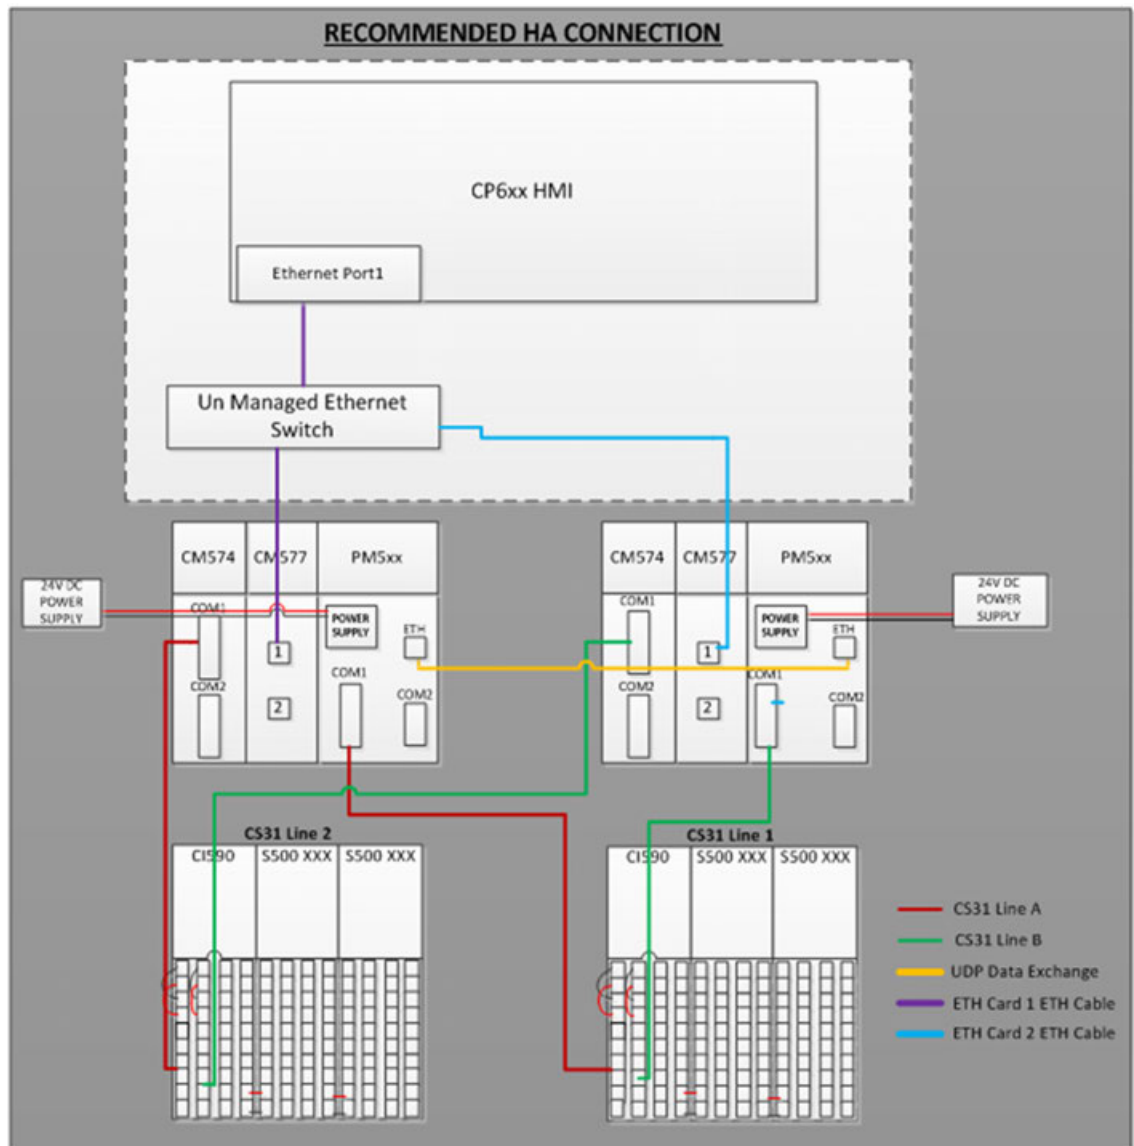 RECOMMENDED HA CONNECTION
CP6xx HMI
Ethernet Port1
Un Managed Ethernet
Switch
CM574
CM577
PM5xx
CM574
CM577
PM5xx
24V DC
POWER
SUPPLY
COM1
POWER
SUPPLY
ETH
1
COM1
COM2
2
COM2
COM1
POWER
SUPPLY
ETH
1
COM1
COM2
2
COM2
24V DC
POWER
SUPPLY
CS31 Line 2
CI590
S500 XXX
S500 XXX
CS31 Line 1
CI590
S500 XXX
S500 XXX
CS31 Line A
CS31 Line B
UDP Data Exchange
ETH Card 1 ETH Cable
ETH Card 2 ETH Cable